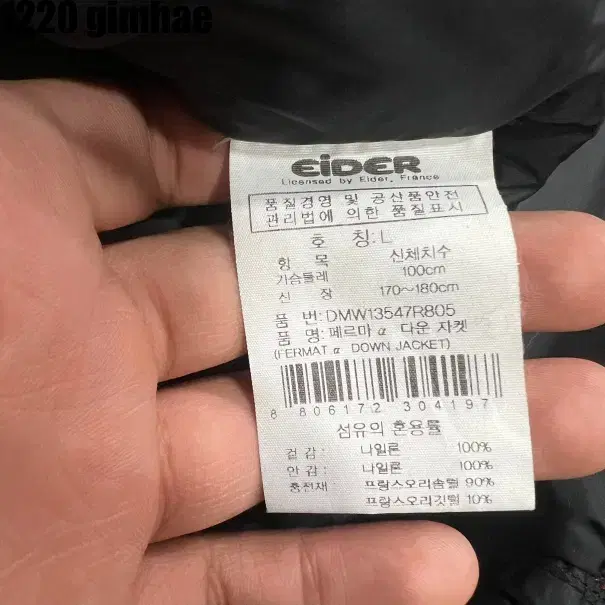 1220 gimhae
EiDER
Licensed by Eider, France
품질경영 및 공산품안전
관리법에 의한 품질표시
호 칭:L
항 목 신체치수
가슴둘레 100cm
신 장 170~180cm
품 번:DMW13547R805
품 명:페르마 α 다운 자켓
(FERMAT α DOWN JACKET)
8 806172 304197
섬유의 혼용률
겉감: 나일론 100%
안감: 나일론 100%
충전재 프랑스오리솜털 90%
프랑스오리깃털 10%